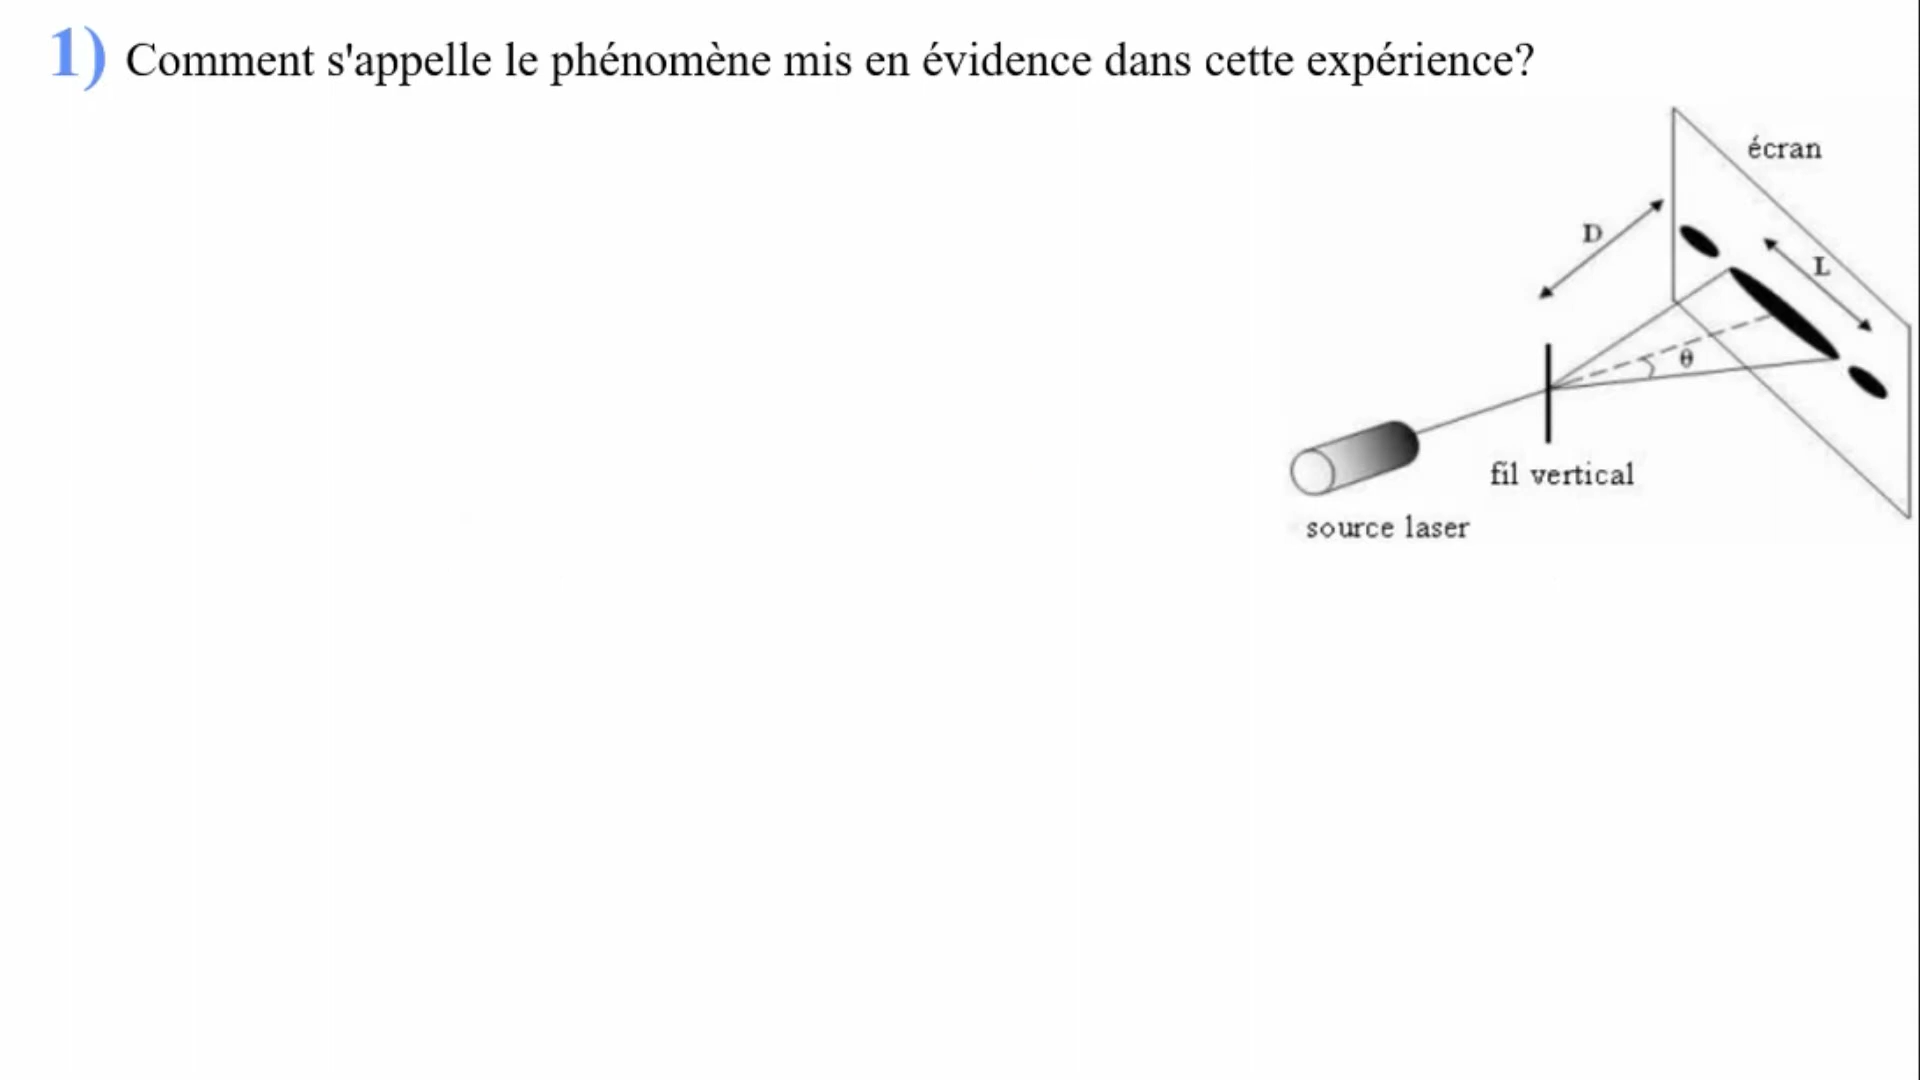 1) Comment s'appelle le phénomène mis en évidence dans cette expérience?
écran
D
L
θ
fil vertical
source laser